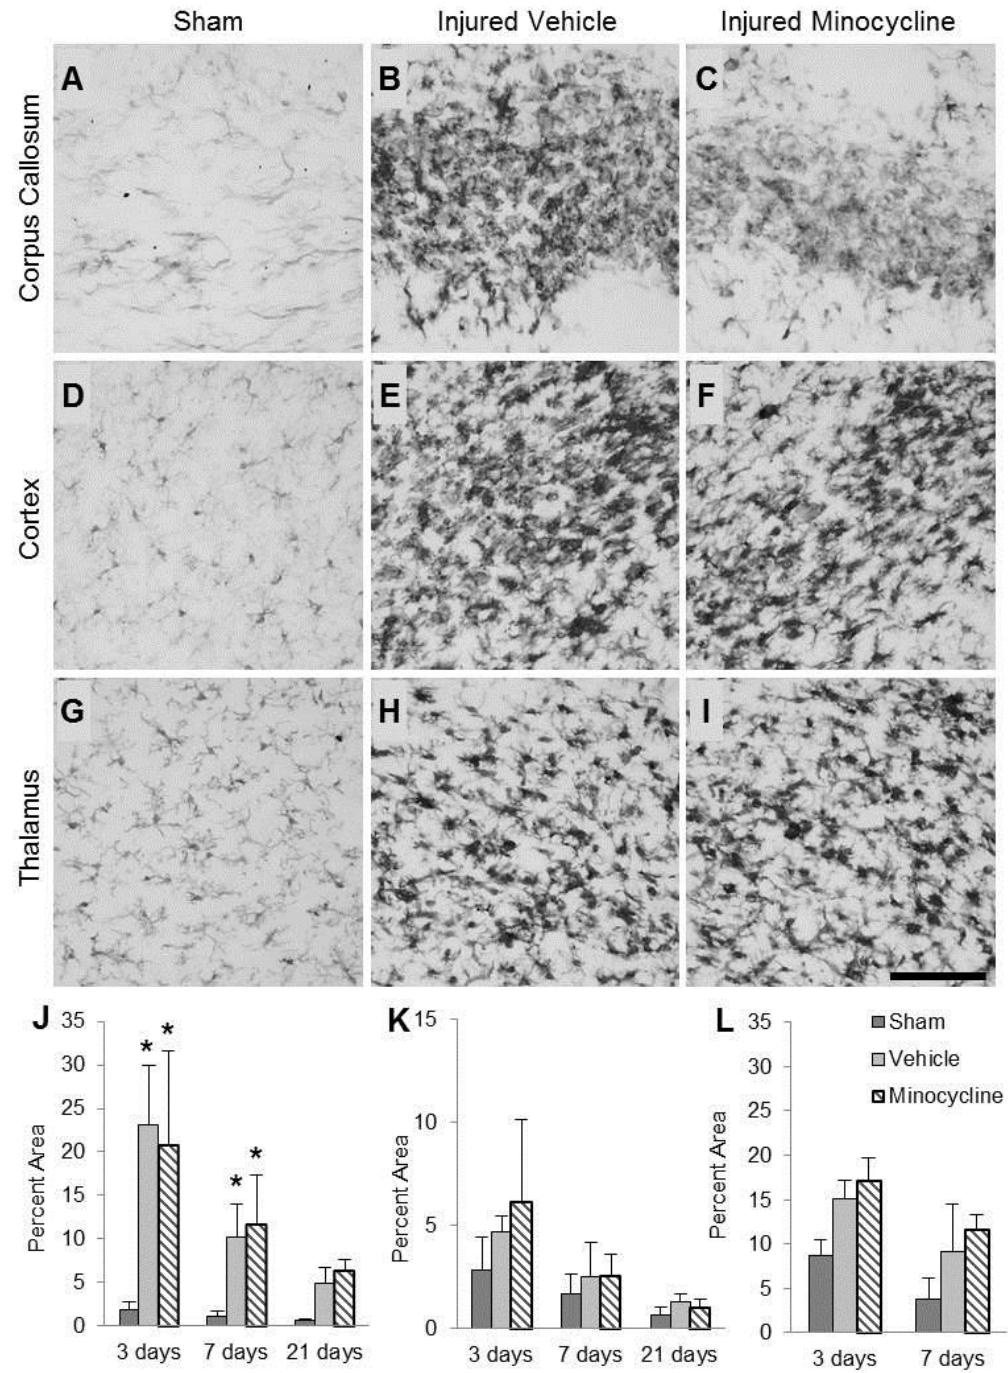 Sham Injured Vehicle Injured Minocycline
Corpus Callosum
A B C
Cortex
D E F
Thalamus
G H I
J
35
30
25
20
15
10
5
0
Percent Area
* *
* *
3 days 7 days 21 days
K
15
10
5
0
Percent Area
3 days 7 days 21 days
L
35
30
25
20
15
10
5
0
Percent Area
Sham
Vehicle
Minocycline
3 days 7 days